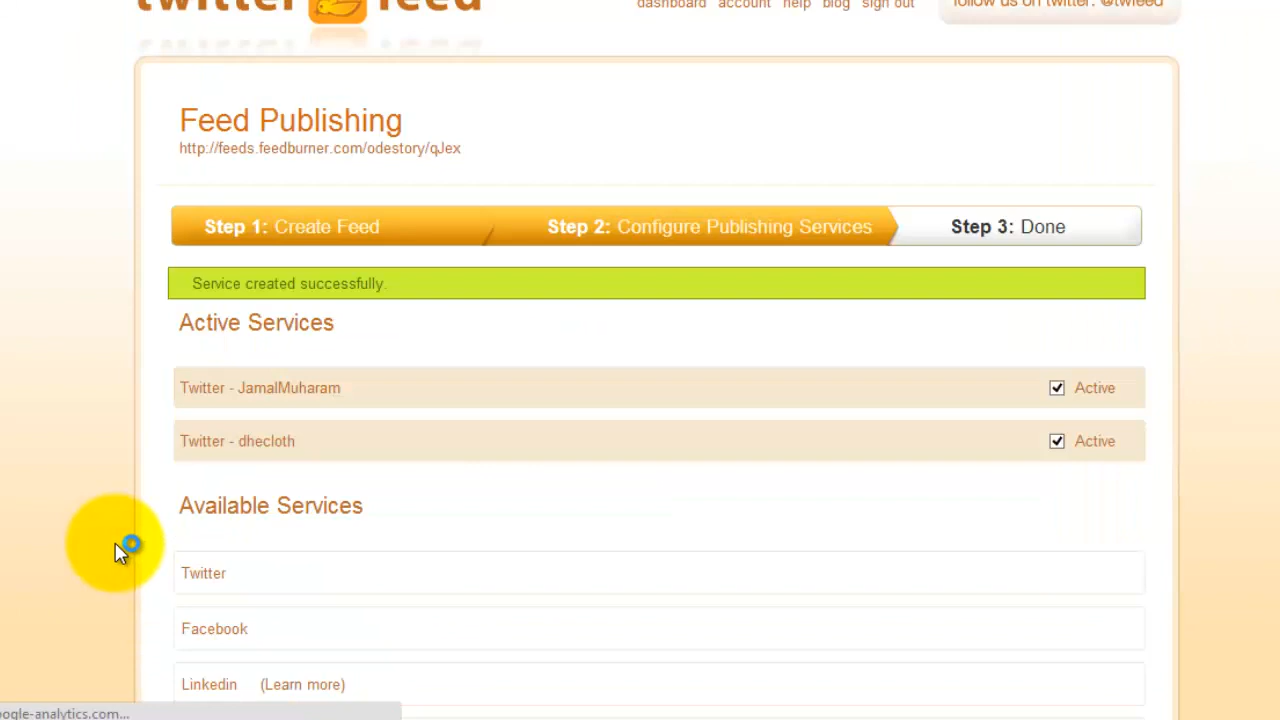 twitter feed
dashboard account help blog sign out
follow us on twitter: @twfeed
Feed Publishing
http://feeds.feedburner.com/odestory/qJex
Step 1: Create Feed
Step 2: Configure Publishing Services
Step 3: Done
Service created successfully.
Active Services
Twitter - JamalMuharam
Active
Twitter - dhecloth
Active
Available Services
Twitter
Facebook
Linkedin (Learn more)
oogle-analytics.com...